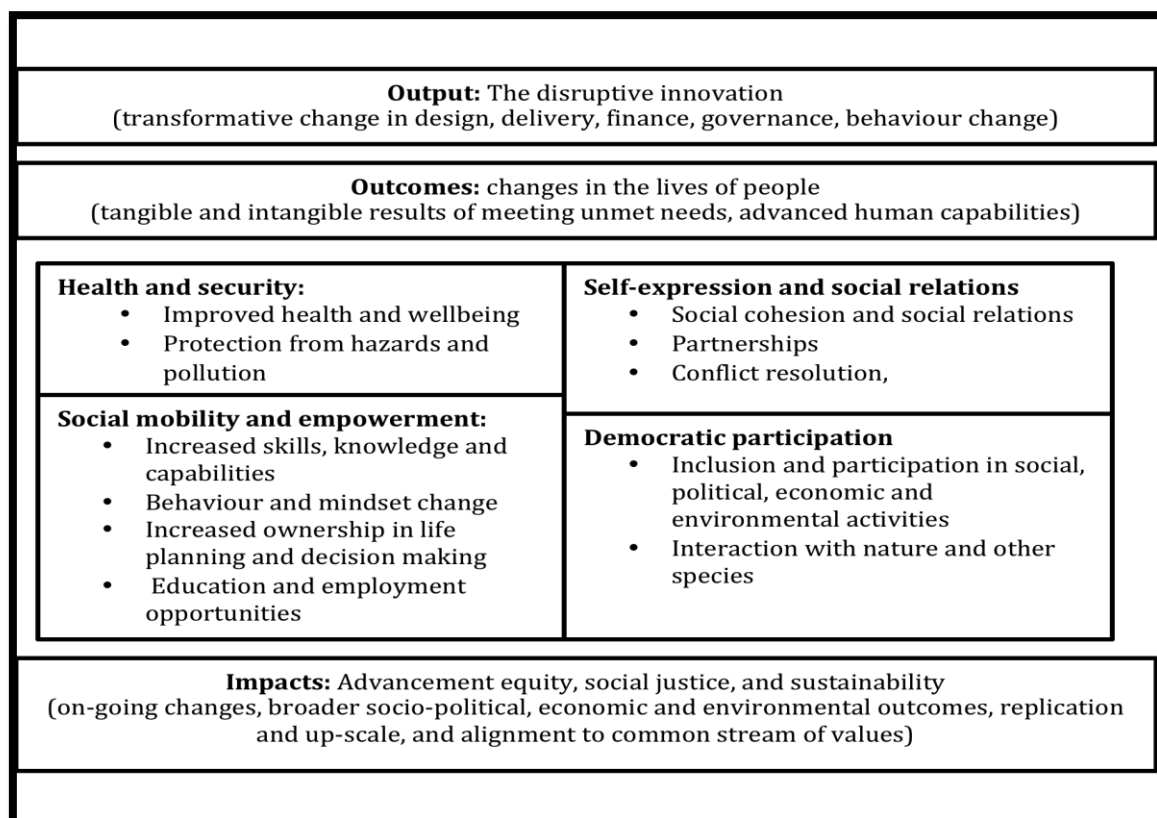 Output: The disruptive innovation
(transformative change in design, delivery, finance, governance, behaviour change)
Outcomes: changes in the lives of people
(tangible and intangible results of meeting unmet needs, advanced human capabilities)
Health and security:
• Improved health and wellbeing
• Protection from hazards and
pollution
Social mobility and empowerment:
• Increased skills, knowledge and
capabilities
• Behaviour and mindset change
• Increased ownership in life
planning and decision making
• Education and employment
opportunities
Self-expression and social relations
• Social cohesion and social relations
• Partnerships
• Conflict resolution,
Democratic participation
• Inclusion and participation in social,
political, economic and
environmental activities
• Interaction with nature and other
species
Impacts: Advancement equity, social justice, and sustainability
(on-going changes, broader socio-political, economic and environmental outcomes, replication
and up-scale, and alignment to common stream of values)